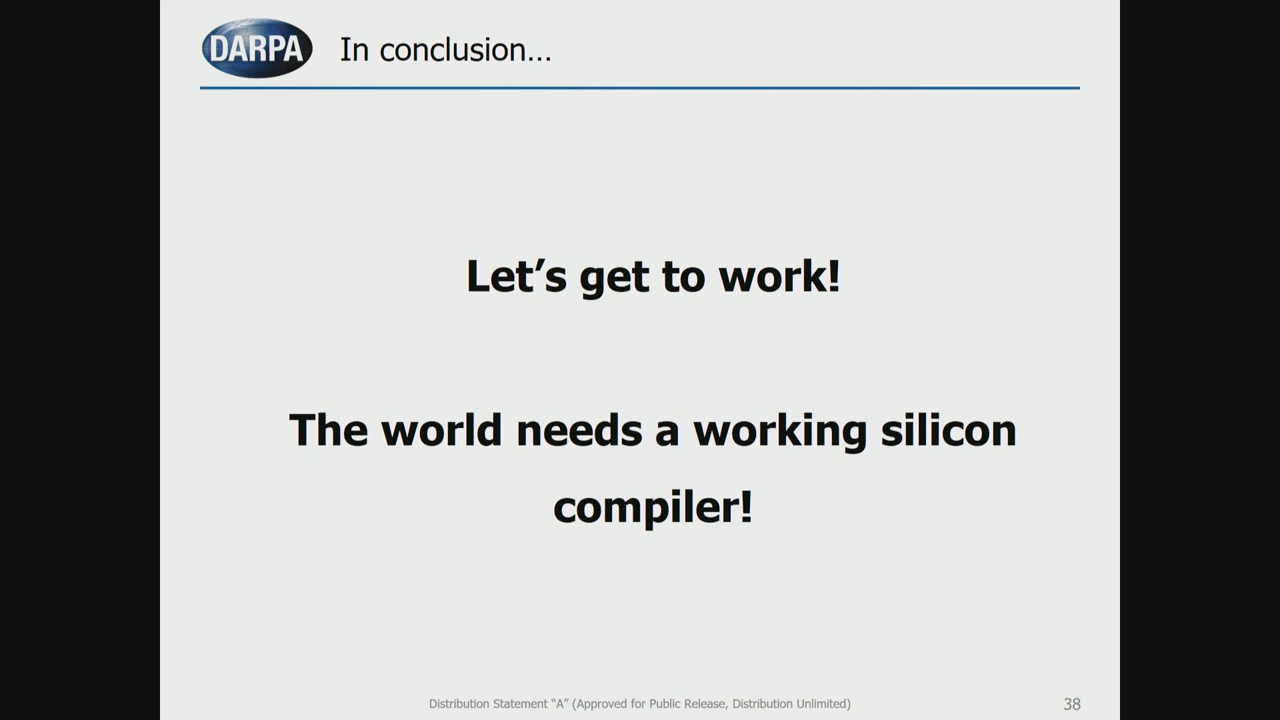 DARPA
In conclusion…
Let’s get to work!
The world needs a working silicon
compiler!
Distribution Statement “A” (Approved for Public Release, Distribution Unlimited)
38